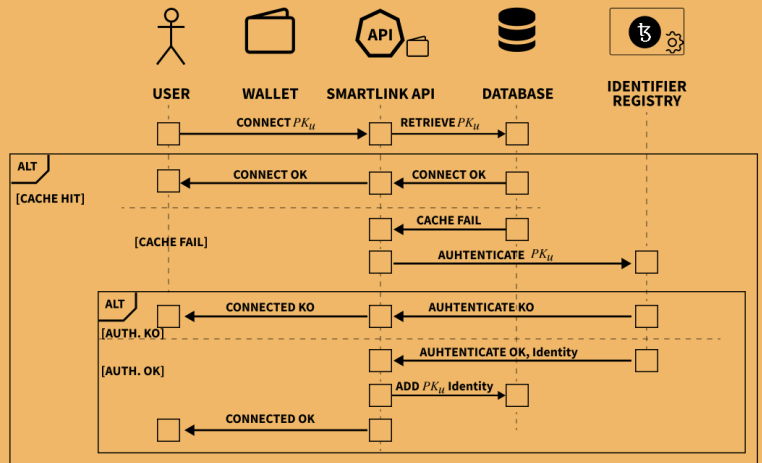 API
ꜩ
USER
WALLET
SMARTLINK API
DATABASE
IDENTIFIER
REGISTRY
CONNECT PKu
RETRIEVE PKu
ALT
[CACHE HIT]
CONNECT OK
CONNECT OK
[CACHE FAIL]
CACHE FAIL
AUHTENTICATE PKu
ALT
CONNECTED KO
AUHTENTICATE KO
[AUTH. KO]
[AUTH. OK]
AUHTENTICATE OK, Identity
ADD PKu Identity
CONNECTED OK